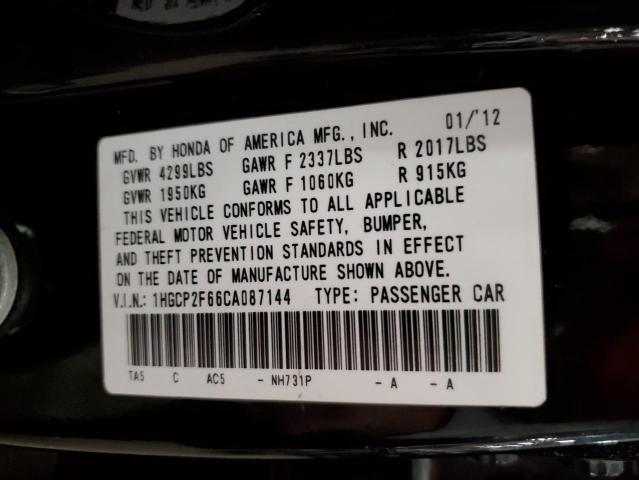 MFD. BY HONDA OF AMERICA MFG., INC. 01/'12
GVWR 4299LBS GAWR F 2337LBS R 2017LBS
GVWR 1950KG GAWR F 1060KG R 915KG
THIS VEHICLE CONFORMS TO ALL APPLICABLE
FEDERAL MOTOR VEHICLE SAFETY, BUMPER,
AND THEFT PREVENTION STANDARDS IN EFFECT
ON THE DATE OF MANUFACTURE SHOWN ABOVE.
V.I.N.: 1HGCP2F66CA087144 TYPE: PASSENGER CAR
TA5 C AC5 - NH731P - A - A